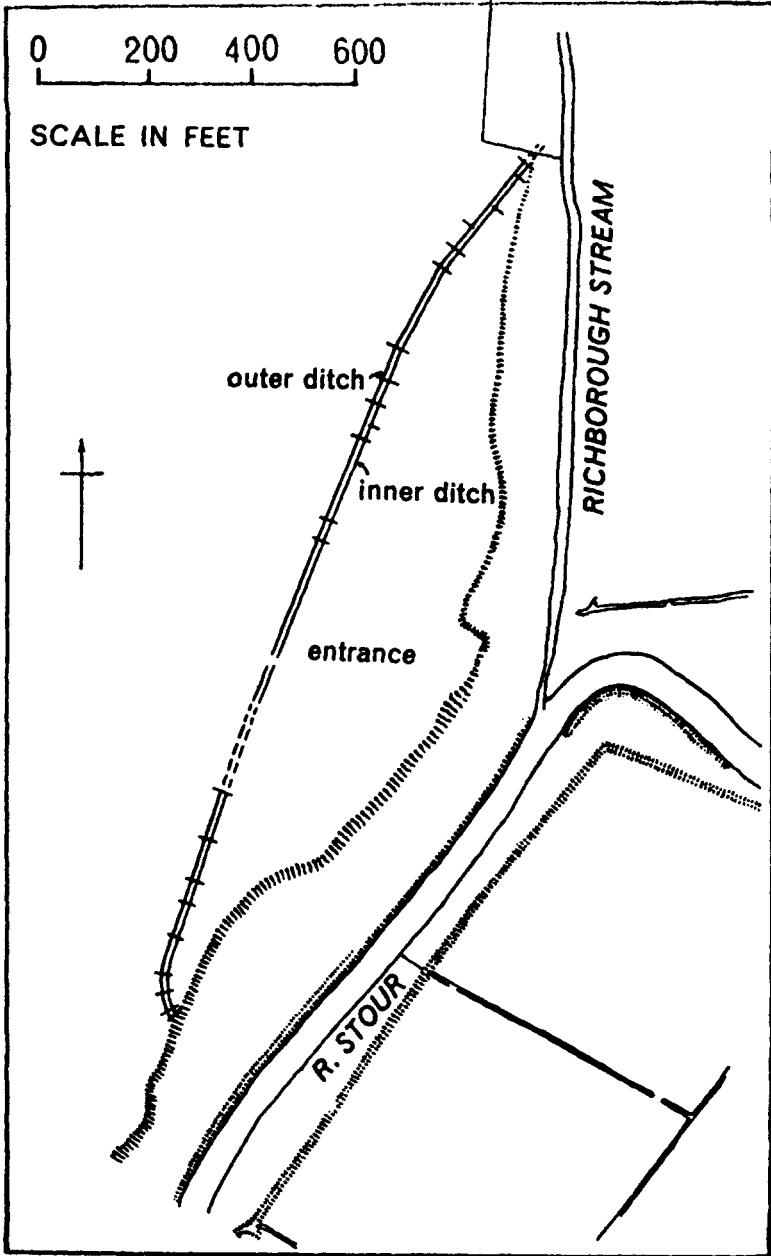 0 200 400 600
SCALE IN FEET
RICHBOROUGH STREAM
outer ditch
inner ditch
entrance
R. STOUR